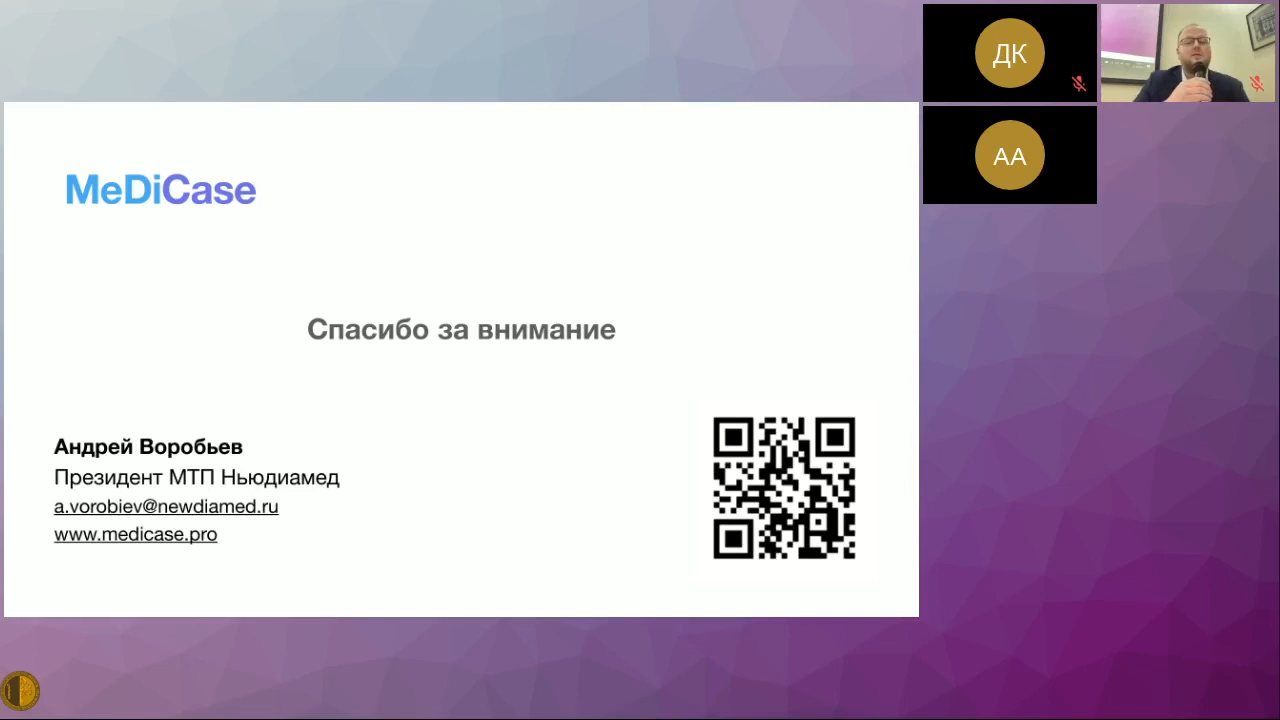 MeDiCase
Спасибо за внимание
Андрей Воробьев
Президент МТП Ньюдиамед
a.vorobiev@newdiamed.ru
www.medicase.pro
ДК
АА